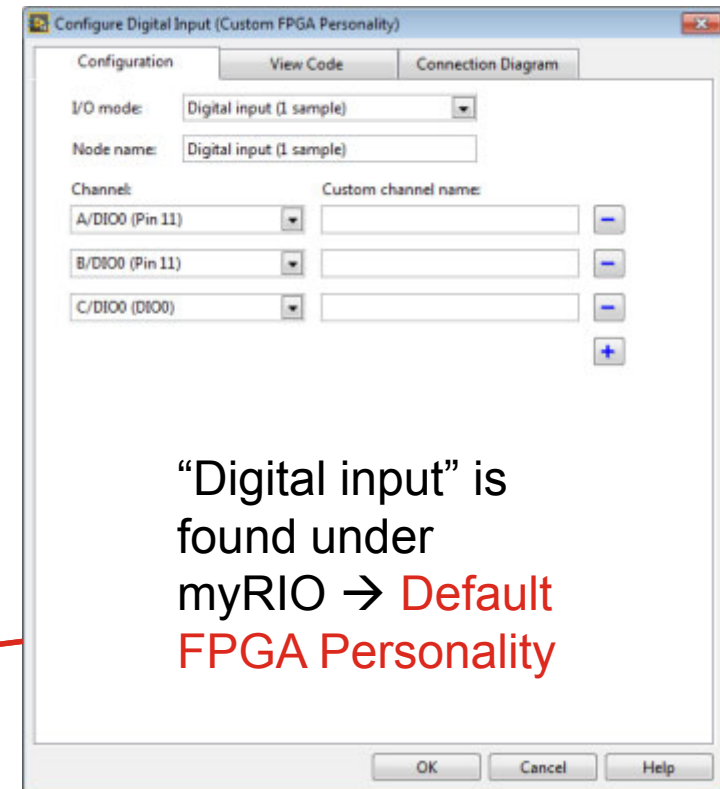 Configure Digital Input (Custom FPGA Personality)
Configuration View Code Connection Diagram
I/O mode: Digital input (1 sample)
Node name: Digital input (1 sample)
Channel: Custom channel name:
A/DIO0 (Pin 11)
B/DIO0 (Pin 11)
C/DIO0 (DIO0)
“Digital input” is
found under
myRIO → Default
FPGA Personality
OK Cancel Help